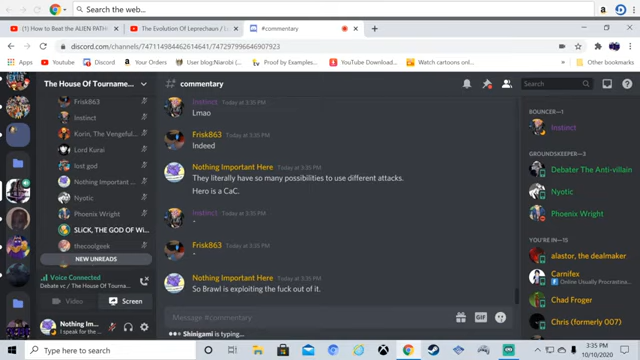 Search the web...
How to Beat the ALIEN PATH
The Evolution Of Leprechaun / L
#commentary
discord.com/channels/747119844626146​41/747297996646907923
Apps
Youtube
Discord
Your Orders
User blog:Narobi
Proof by Examples...
Watch cartoons onl...
Other bookmarks
The House Of Tourname...
# commentary
Search
Frisk863
Instinct
Korin, The Vengeful
Lord Kurai
lost god
Nothing Important ...
Nyotic
Phoenix Wright
SLICK, THE GOD OF Wi...
thecoolgeek
NEW UNREADS
Voice Connected
Debate vc / The House Of Tourna...
Video
Screen
Nothing Im...
I speak for the
Instinct Today at 3:35 PM
Lmao
Frisk863 Today at 3:35 PM
Indeed
Nothing Important Here Today at 3:35 PM
They literally have so many possibilities to use different attacks.
Hero is a CaC.
Instinct Today at 3:35 PM
^
Frisk863 Today at 3:35 PM
^
Nothing Important Here Today at 3:35 PM
So Brawl is exploiting the fuck out of it.
Message #commentary
GIF
Shinigami is typing...
BOUNCER—1
Instinct
GROUNDSKEEPER—3
Debater The Anti-villain
Nyotic
Phoenix Wright
YOU'RE IN—15
alastor, the dealmaker
Carnifex
Online Usually Procrastina
Chad Froger
Chris (formerly 007)
Type here to search
3:35 PM
10/10/2020